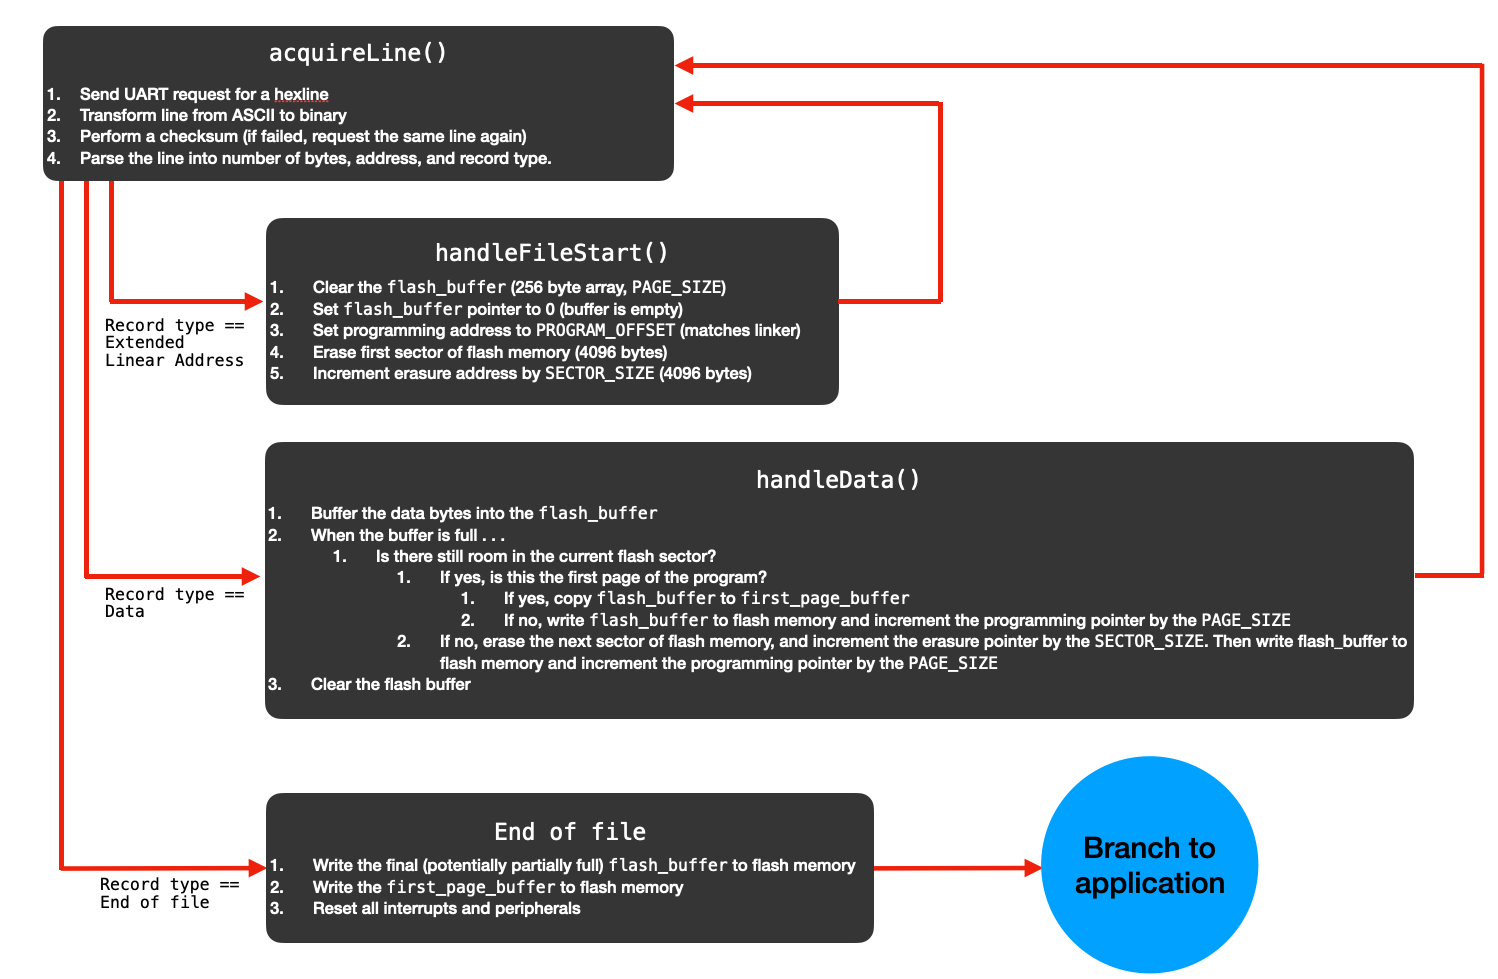 acquireLine()
1. Send UART request for a hexline
2. Transform line from ASCII to binary
3. Perform a checksum (if failed, request the same line again)
4. Parse the line into number of bytes, address, and record type.
handleFileStart()
1. Clear the flash_buffer (256 byte array, PAGE_SIZE)
2. Set flash_buffer pointer to 0 (buffer is empty)
3. Set programming address to PROGRAM_OFFSET (matches linker)
4. Erase first sector of flash memory (4096 bytes)
5. Increment erasure address by SECTOR_SIZE (4096 bytes)
Record type ==
Extended
Linear Address
handleData()
1. Buffer the data bytes into the flash_buffer
2. When the buffer is full . . .
1. Is there still room in the current flash sector?
1. If yes, is this the first page of the program?
1. If yes, copy flash_buffer to first_page_buffer
2. If no, write flash_buffer to flash memory and increment the programming pointer by the PAGE_SIZE
2. If no, erase the next sector of flash memory, and increment the erasure pointer by the SECTOR_SIZE. Then write flash_buffer to
flash memory and increment the programming pointer by the PAGE_SIZE
3. Clear the flash buffer
Record type ==
Data
End of file
1. Write the final (potentially partially full) flash_buffer to flash memory
2. Write the first_page_buffer to flash memory
3. Reset all interrupts and peripherals
Record type ==
End of file
Branch to
application